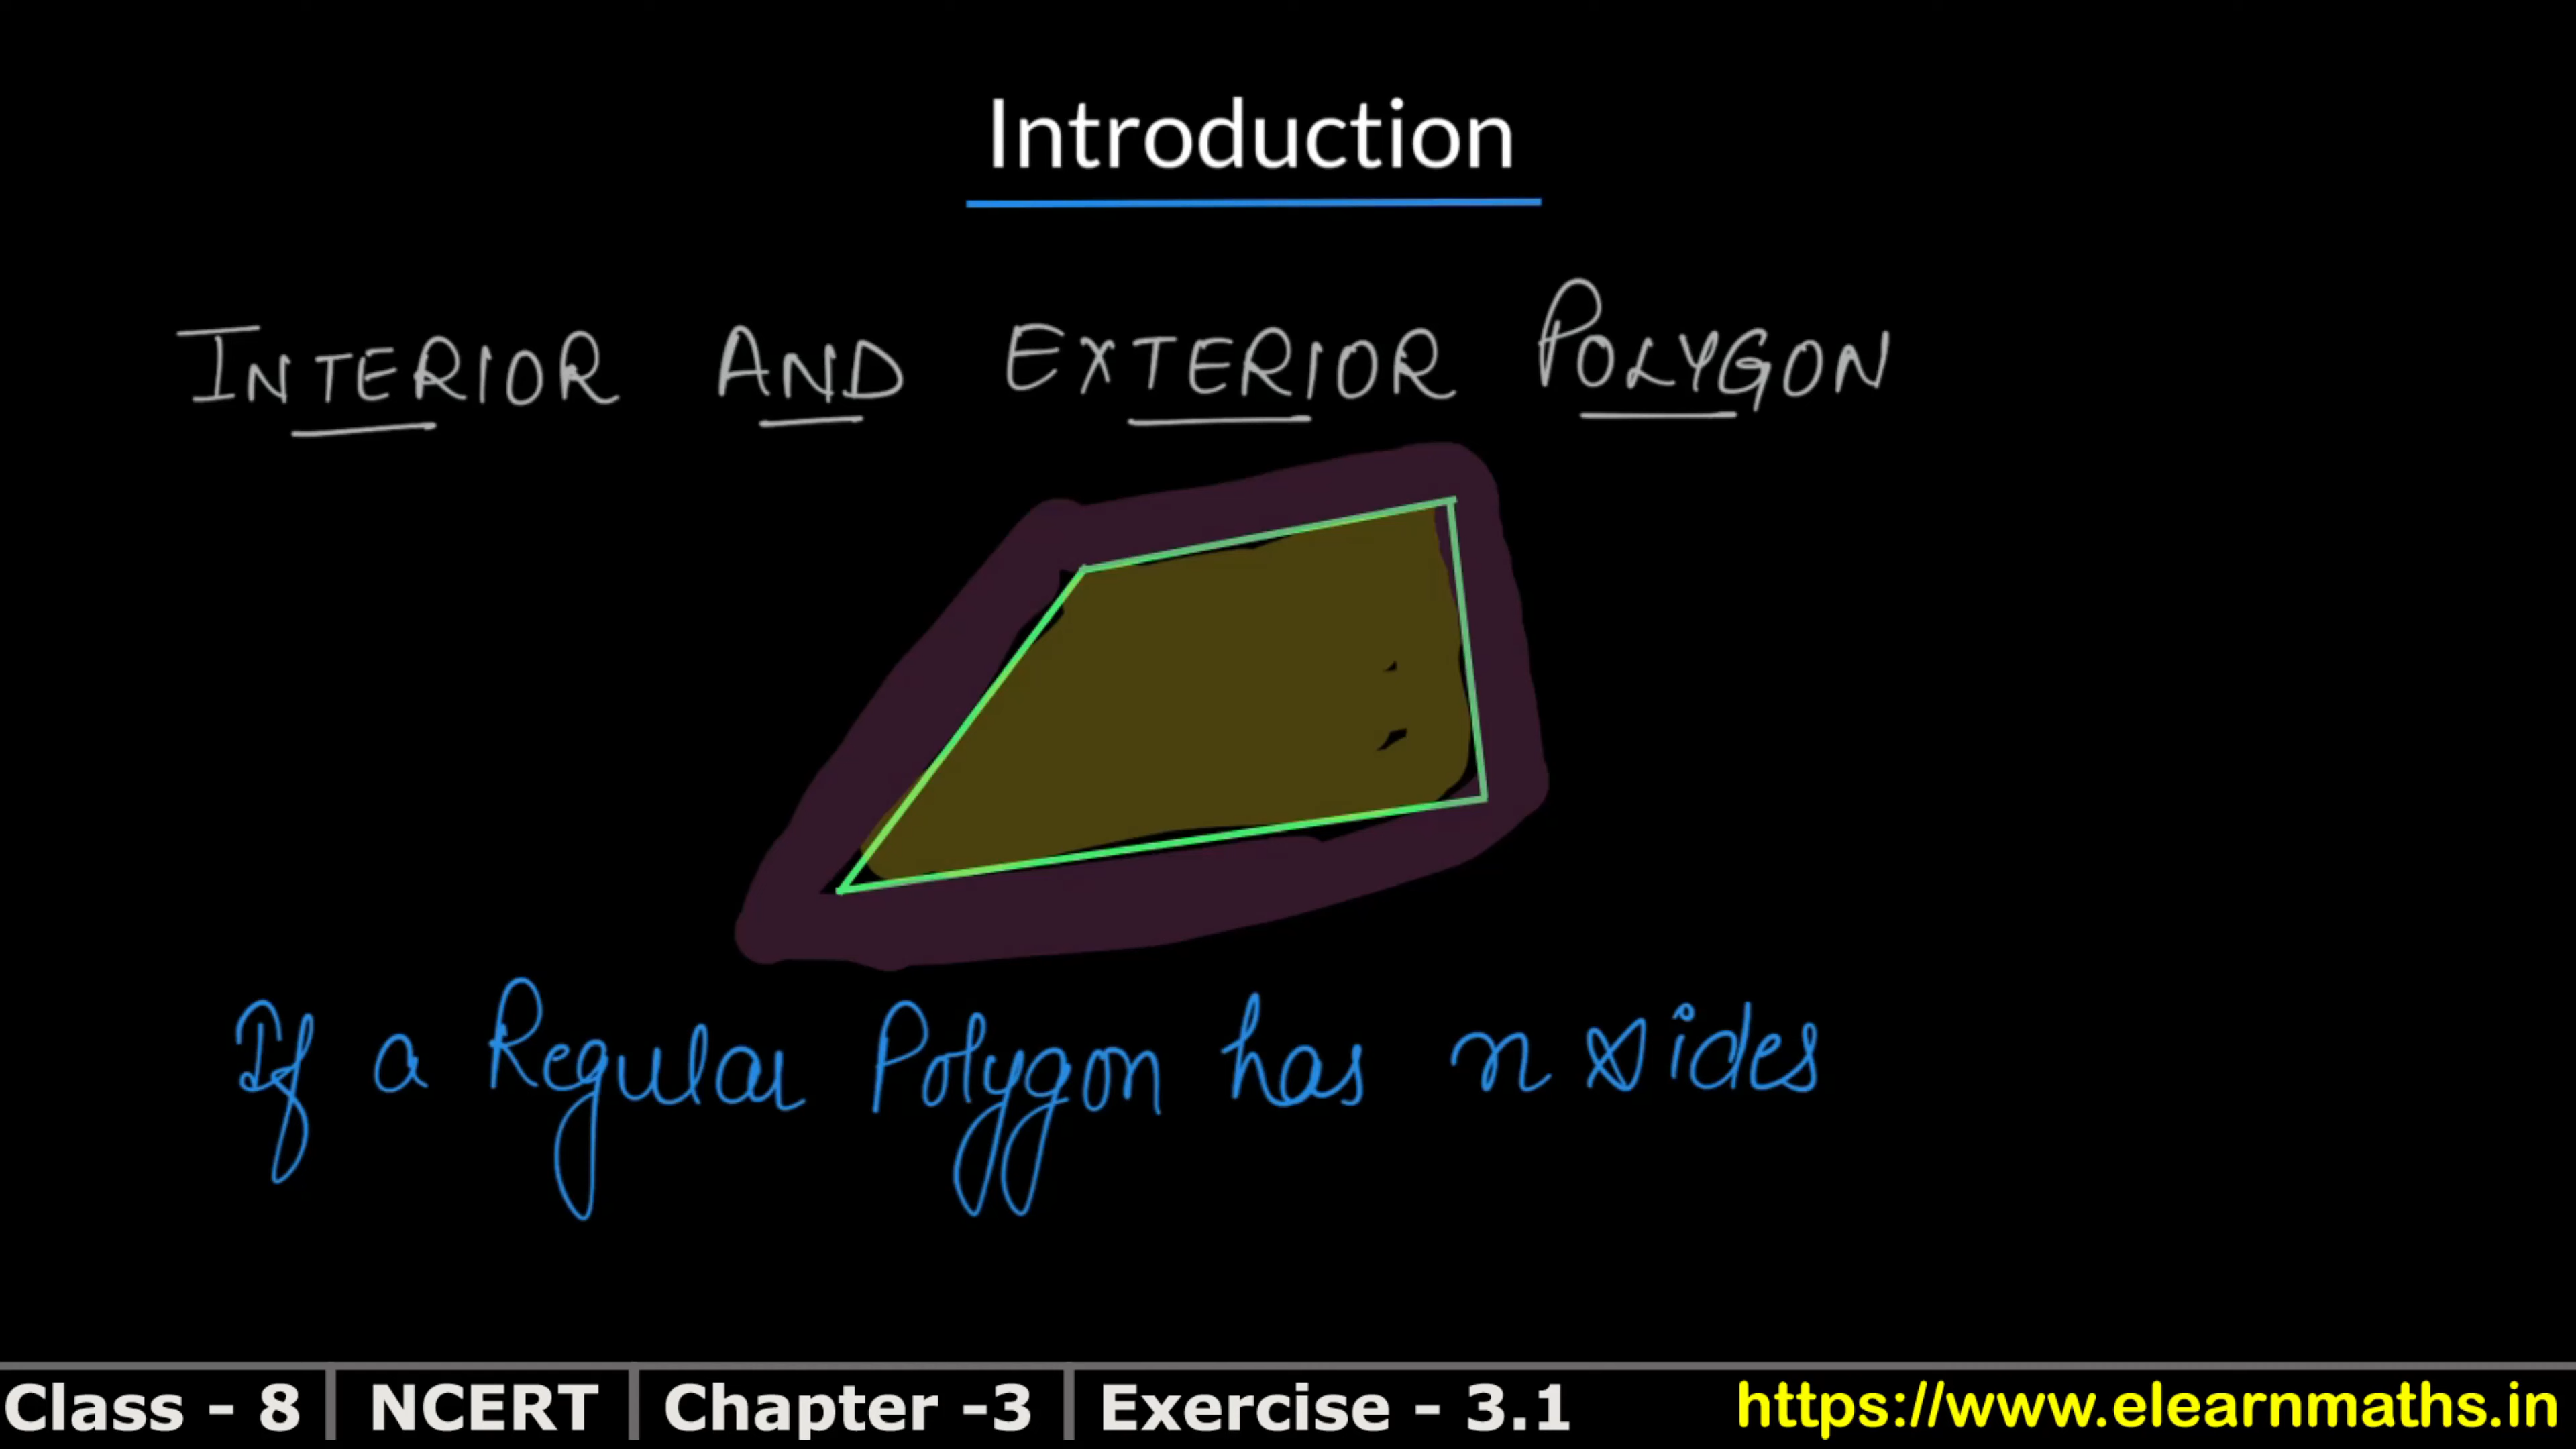 Introduction
INTERIOR AND EXTERIOR POLYGON
If a Regular Polygon has n sides
Class - 8 | NCERT | Chapter -3 | Exercise - 3.1 https://www.elearnmaths.in